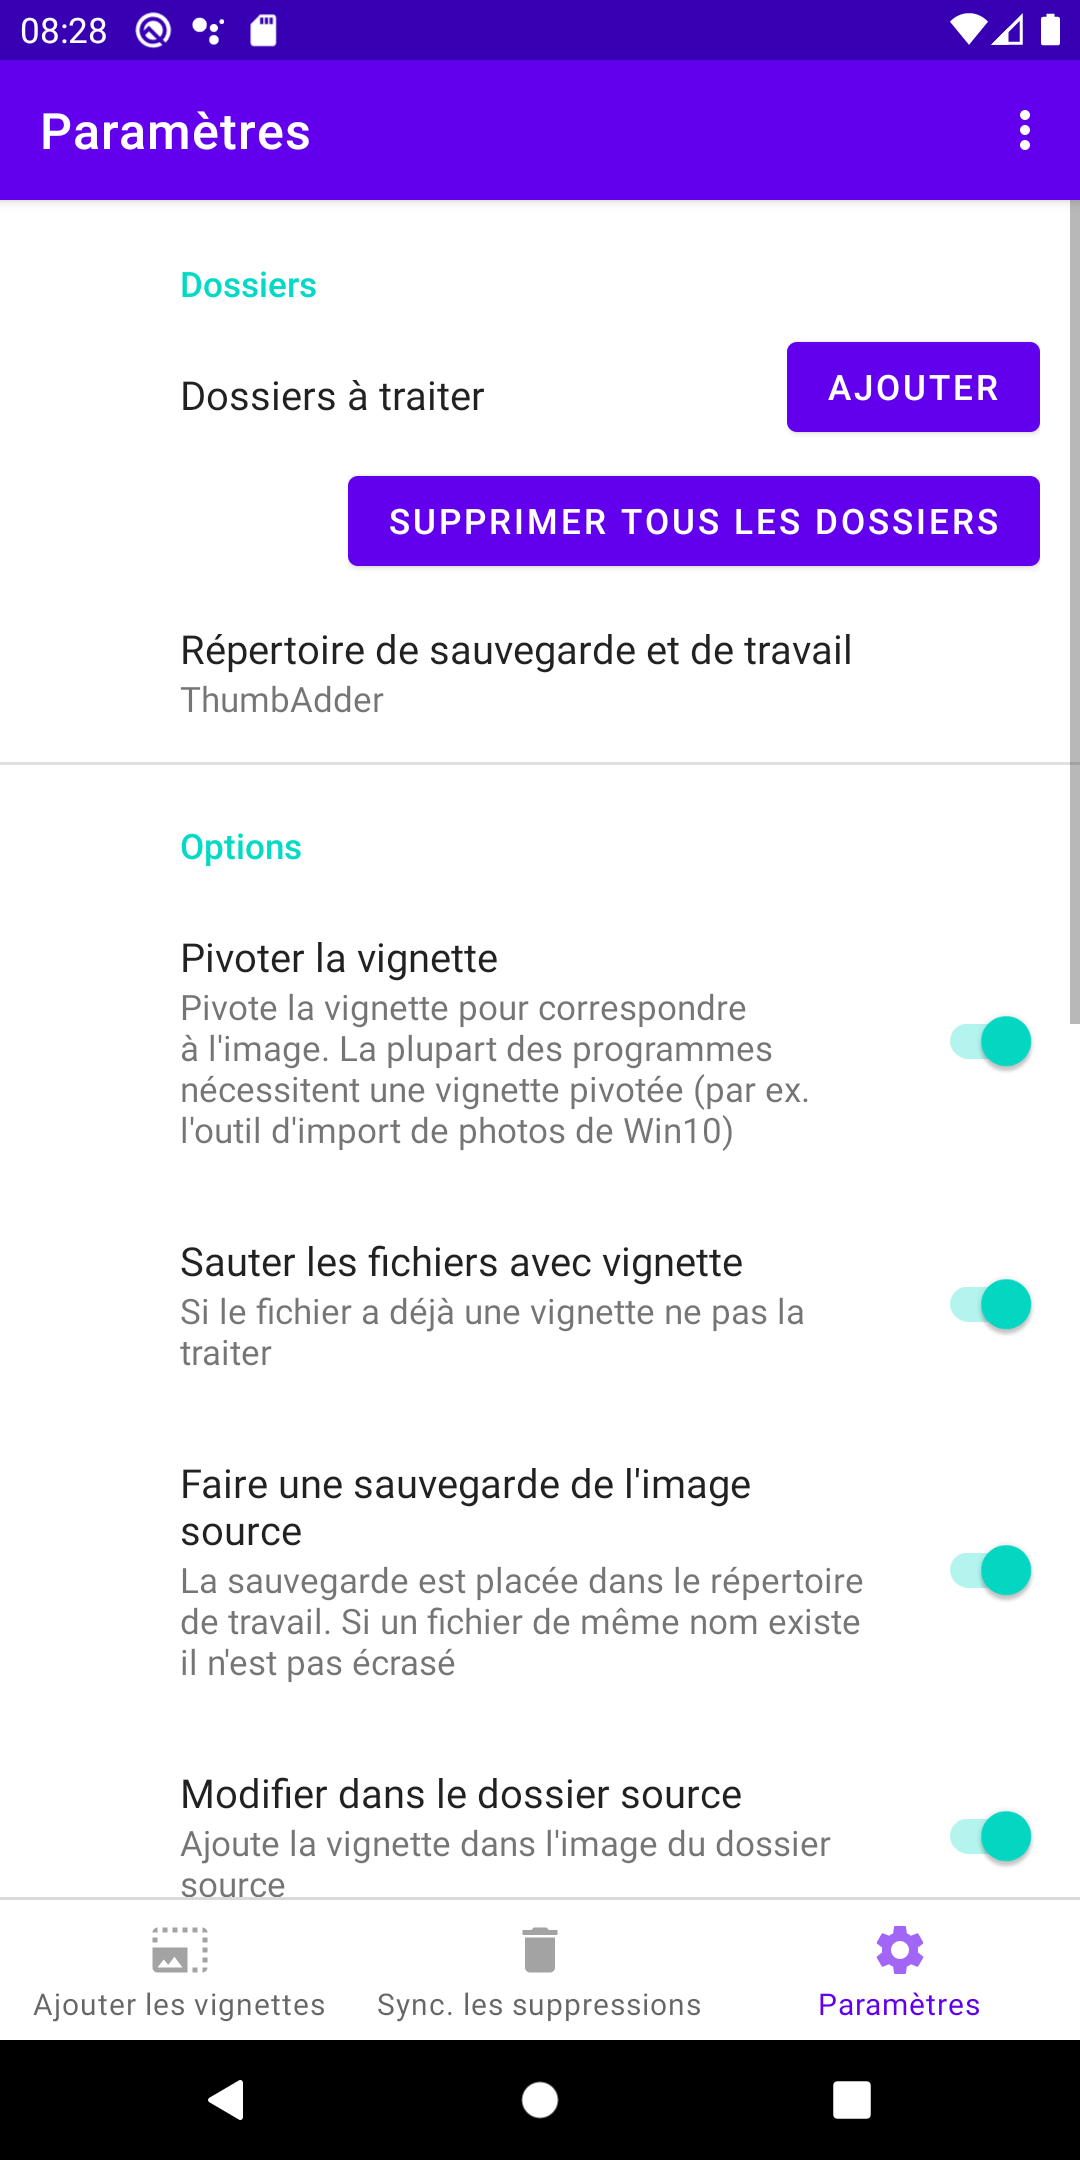 08:28
Paramètres
Dossiers
Dossiers à traiter
AJOUTER
SUPPRIMER TOUS LES DOSSIERS
Répertoire de sauvegarde et de travail
ThumbAdder
Options
Pivoter la vignette
Pivote la vignette pour correspondre
à l'image. La plupart des programmes
nécessitent une vignette pivotée (par ex.
l'outil d'import de photos de Win10)
Sauter les fichiers avec vignette
Si le fichier a déjà une vignette ne pas la
traiter
Faire une sauvegarde de l'image
source
La sauvegarde est placée dans le répertoire
de travail. Si un fichier de même nom existe
il n'est pas écrasé
Modifier dans le dossier source
Ajoute la vignette dans l'image du dossier
source
Ajouter les vignettes
Sync. les suppressions
Paramètres